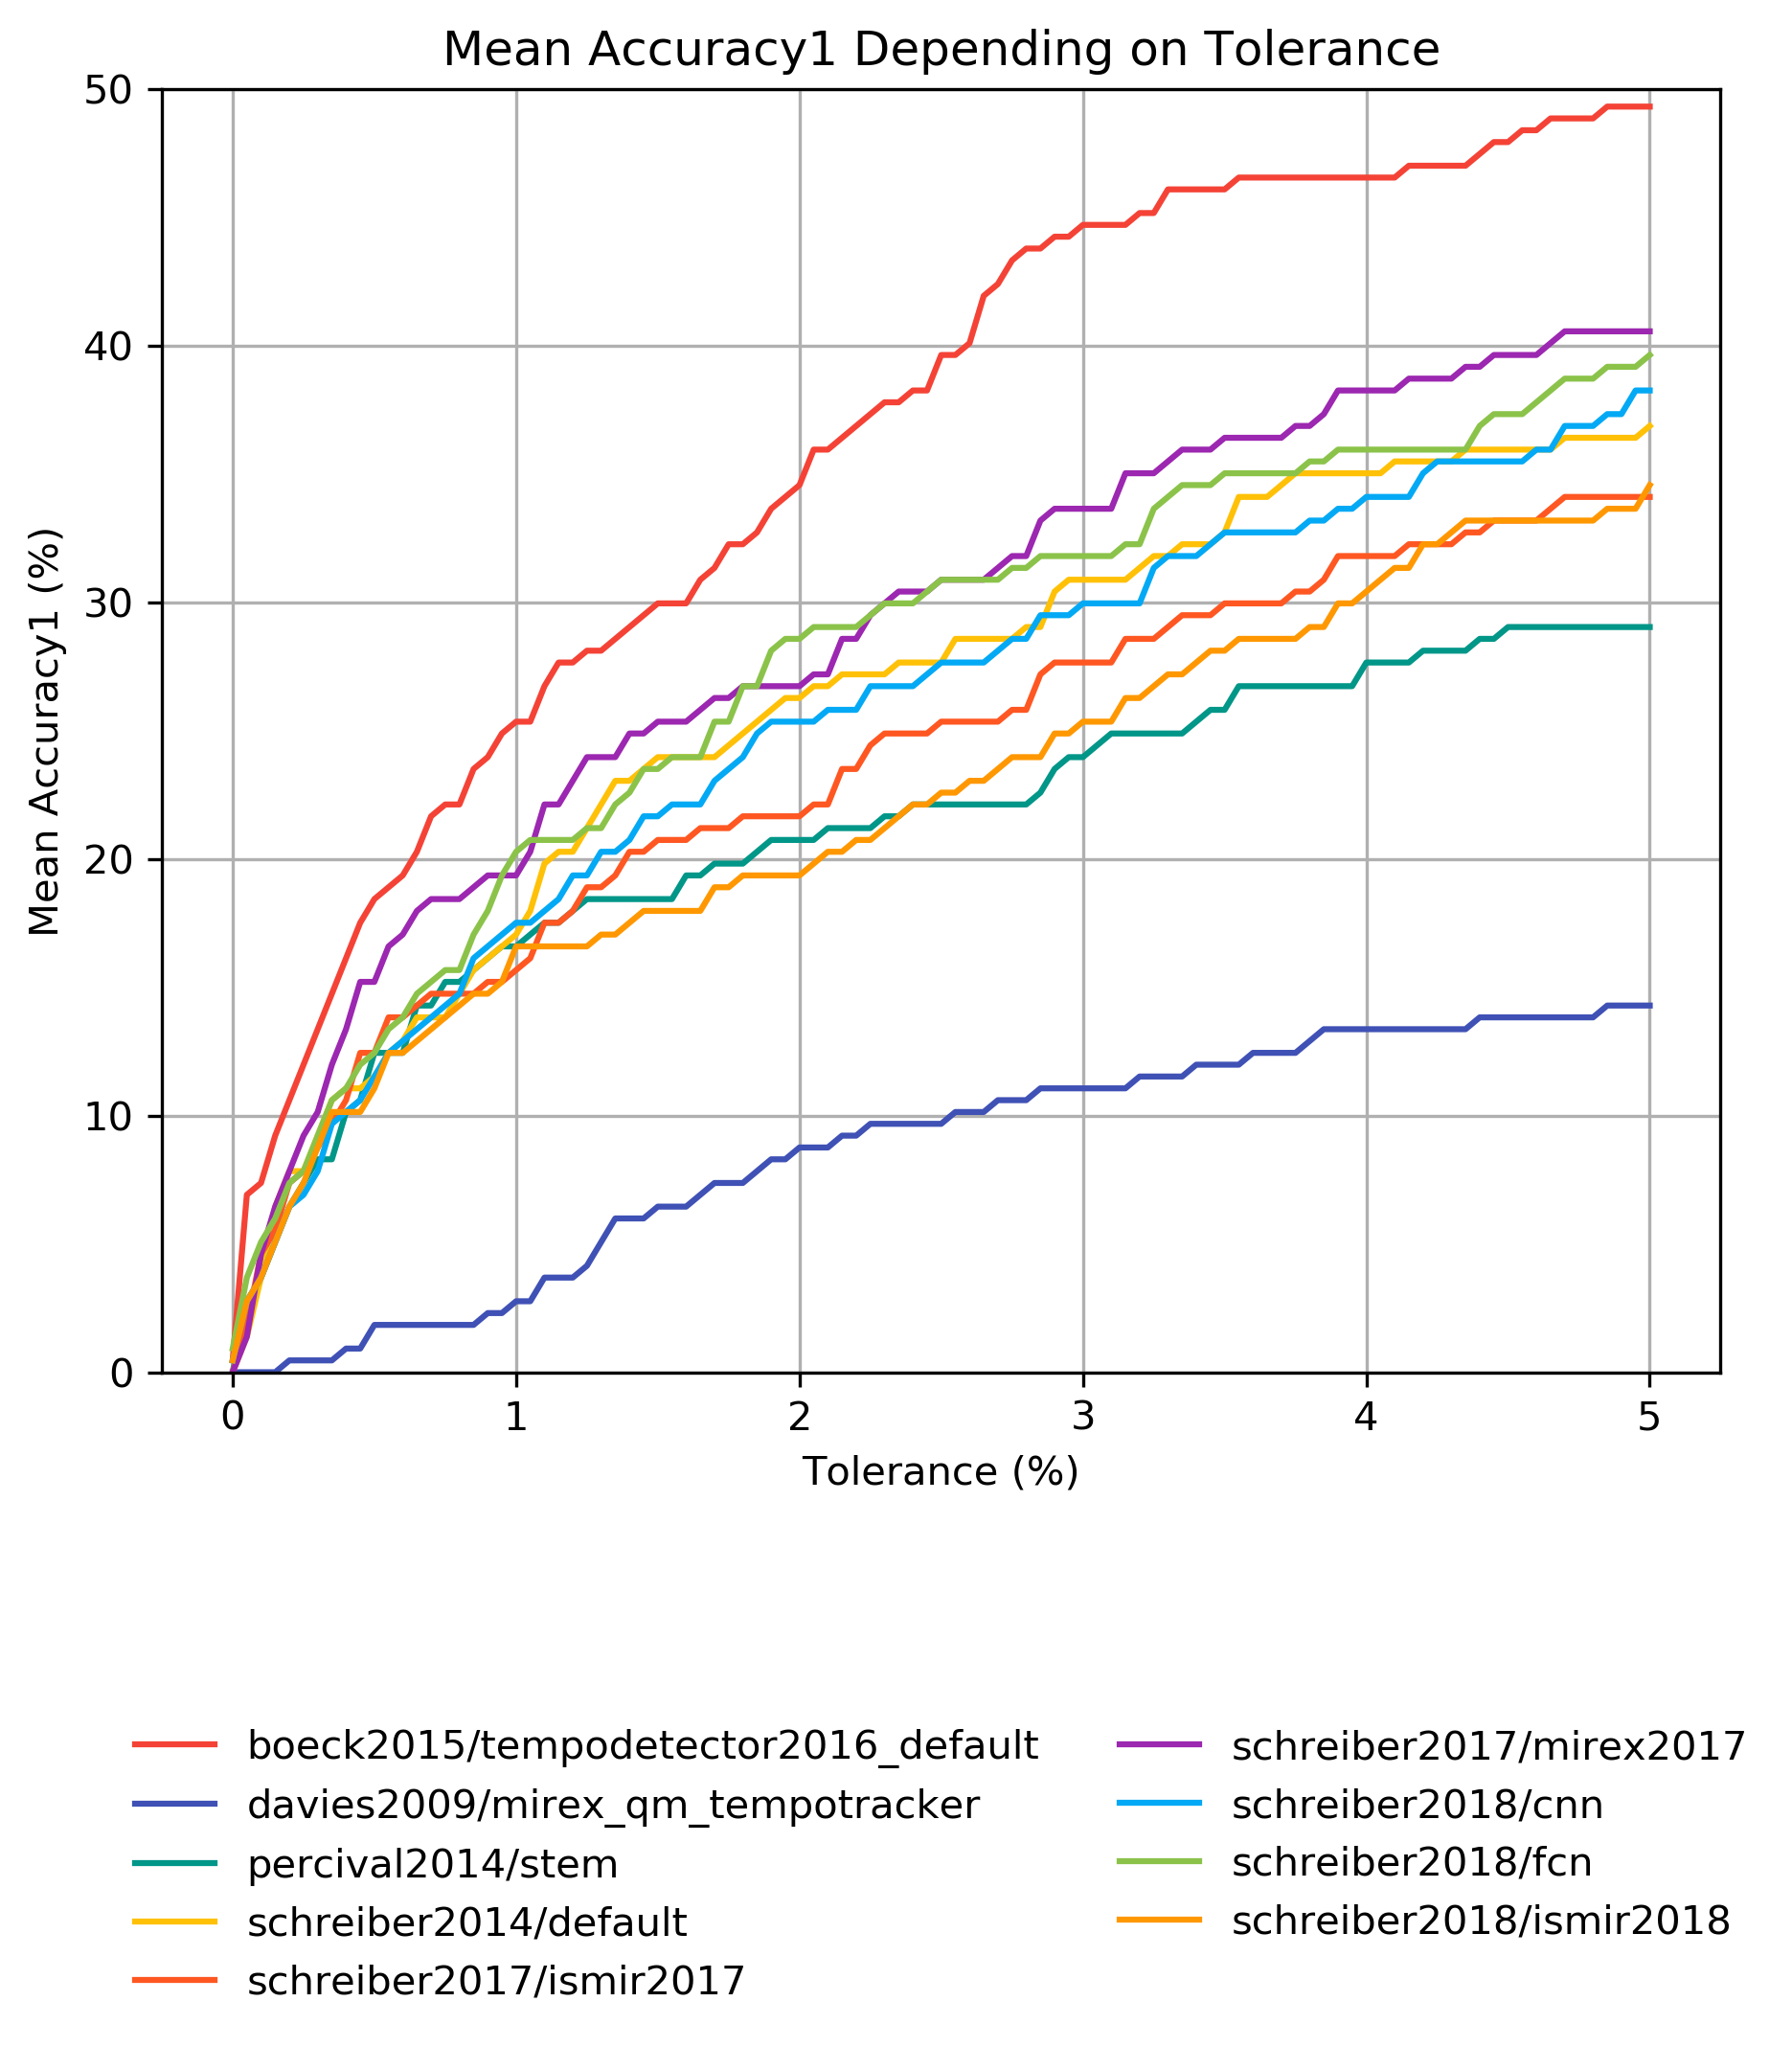 Mean Accuracy1 Depending on Tolerance
50
40
30
20
10
0
Mean Accuracy1 (%)
0 1 2 3 4 5
Tolerance (%)
boeck2015/tempodetector2016_default
davies2009/mirex_qm_tempotracker
percival2014/stem
schreiber2014/default
schreiber2017/ismir2017
schreiber2017/mirex2017
schreiber2018/cnn
schreiber2018/fcn
schreiber2018/ismir2018